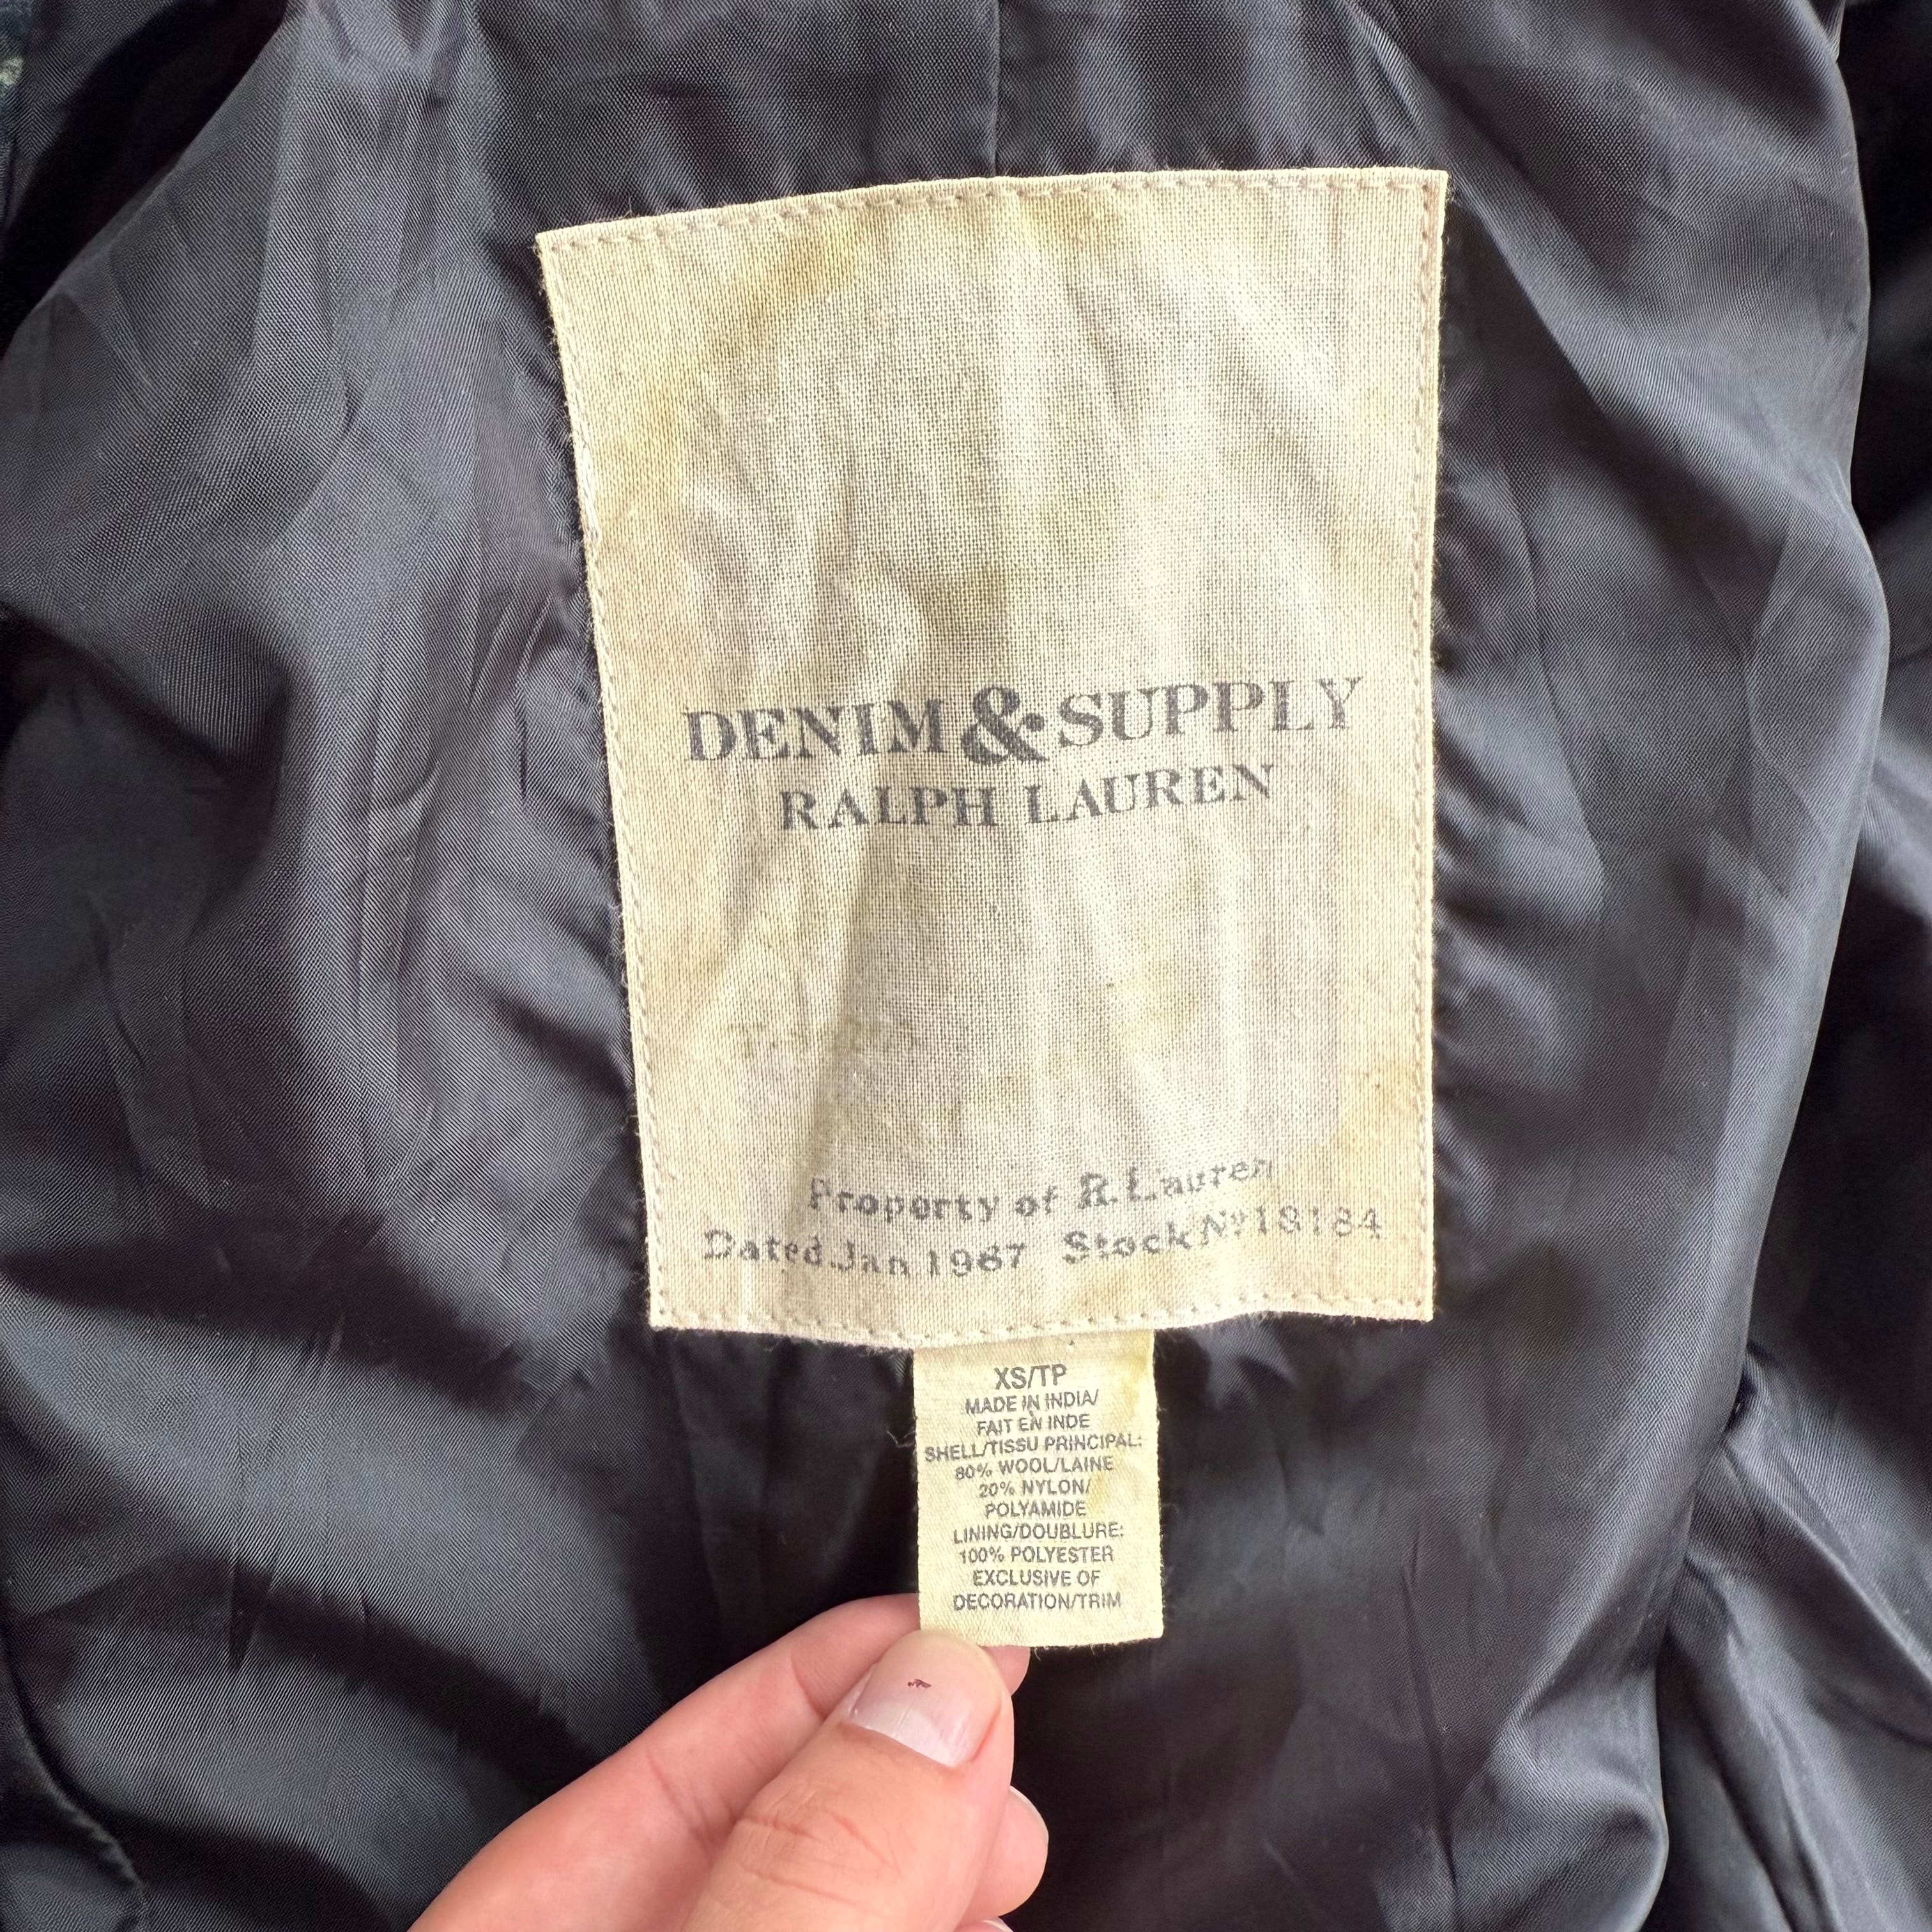 DENIM & SUPPLY
RALPH LAUREN
Property of R. Lauren
Dated Jan 1967 Stock Nº 18184
XS/TP
MADE IN INDIA/
FAIT EN INDE
SHELL/TISSU PRINCIPAL:
80% WOOL/LAINE
20% NYLON/
POLYAMIDE
LINING/DOUBLURE:
100% POLYESTER
EXCLUSIVE OF
DECORATION/TRIM